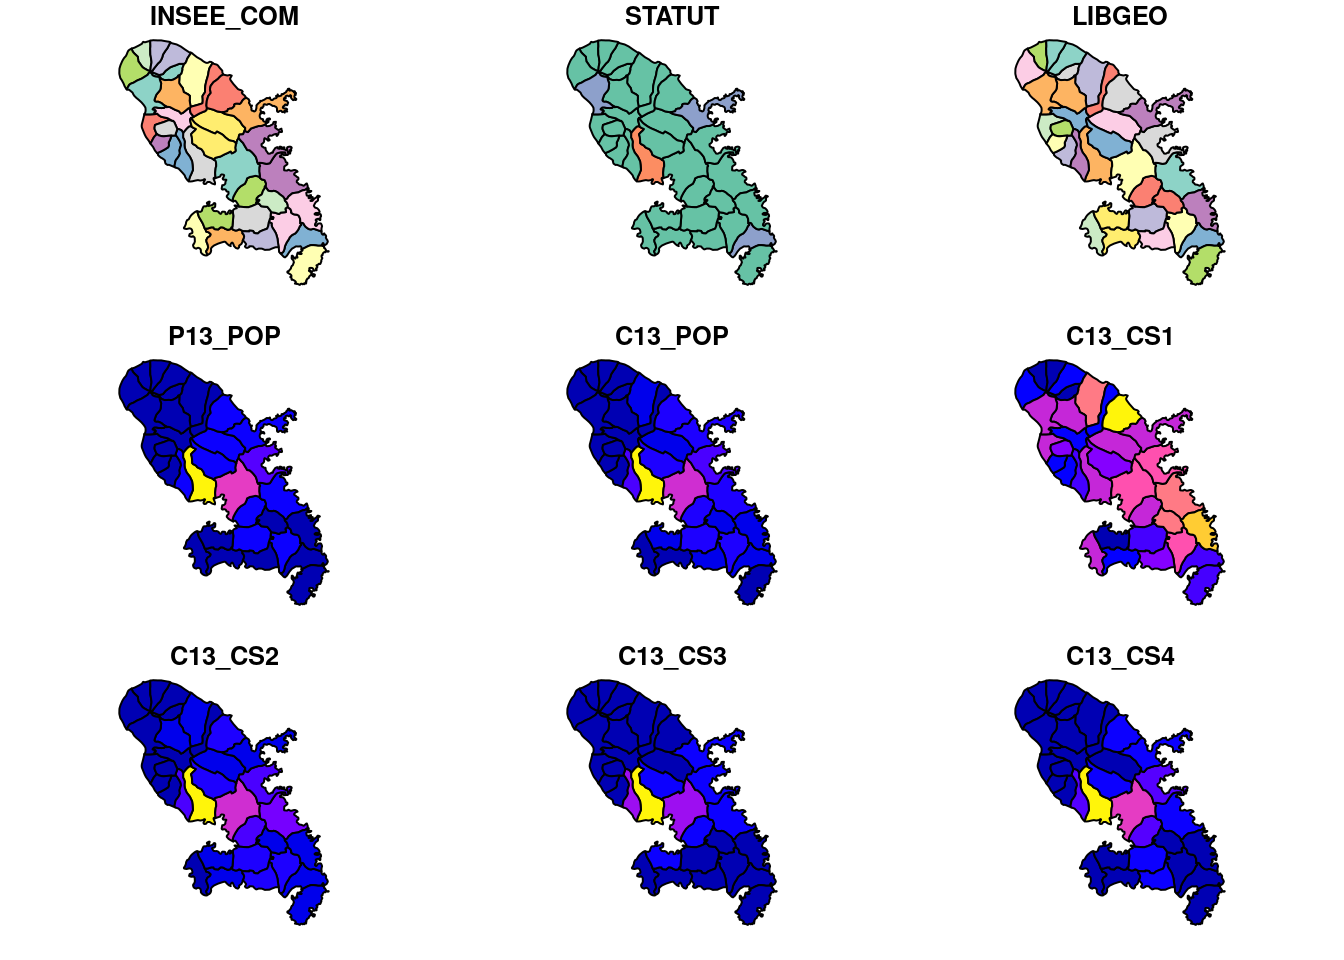 INSEE_COM
STATUT
LIBGEO
P13_POP
C13_POP
C13_CS1
C13_CS2
C13_CS3
C13_CS4